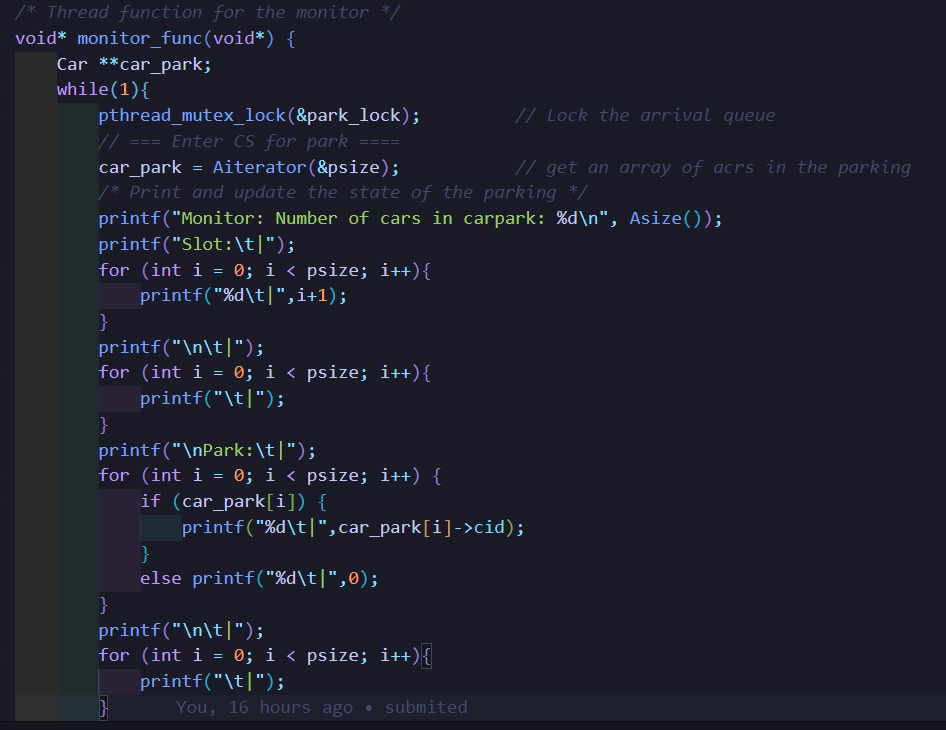 /* Thread function for the monitor */
void* monitor_func(void*) {
    Car **car_park;
    while(1){
        pthread_mutex_lock(&park_lock);         // Lock the arrival queue
        // === Enter CS for park ====
        car_park = Aiterator(&psize);           // get an array of acrs in the parking
        /* Print and update the state of the parking */
        printf("Monitor: Number of cars in carpark: %d\n", Asize());
        printf("Slot:\t|");
        for (int i = 0; i < psize; i++){
            printf("%d\t|",i+1);
        }
        printf("\n\t|");
        for (int i = 0; i < psize; i++){
            printf("\t|");
        }
        printf("\nPark:\t|");
        for (int i = 0; i < psize; i++) {
            if (car_park[i]) {
                printf("%d\t|",car_park[i]->cid);
            }
            else printf("%d\t|",0);
        }
        printf("\n\t|");
        for (int i = 0; i < psize; i++){
            printf("\t|");
        }       You, 16 hours ago • submited